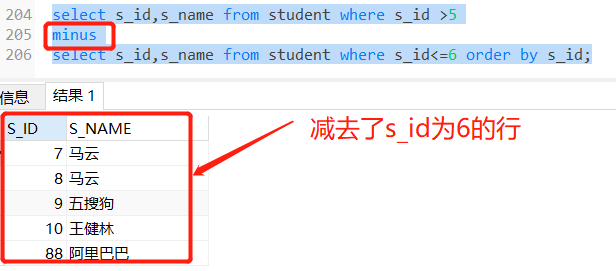 204 select s_id,s_name from student where s_id >5
205 minus
206 select s_id,s_name from student where s_id<=6 order by s_id;
信息 结果 1
S_ID S_NAME
7 马云
8 马云
9 五搜狗
10 王健林
88 阿里巴巴
减去了s_id为6的行